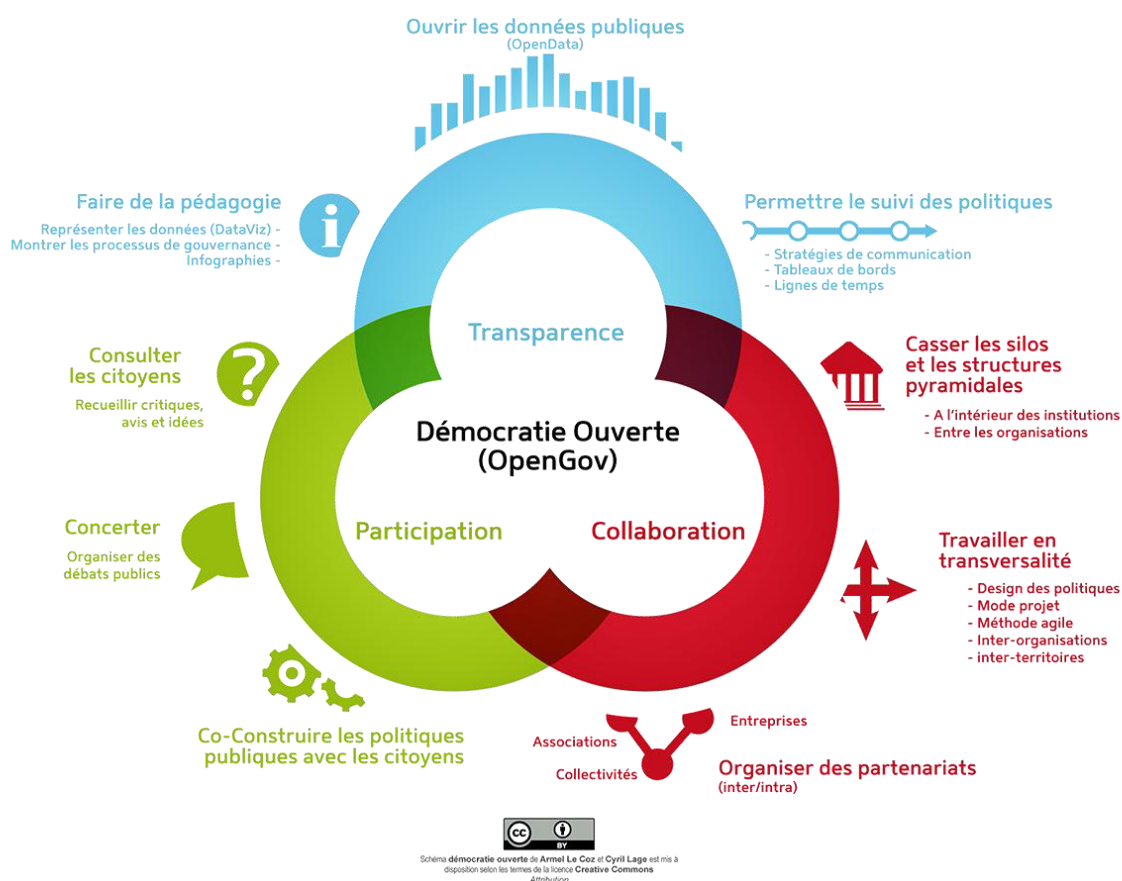 Ouvrir les données publiques
(OpenData)
Faire de la pédagogie
Représenter les données (DataViz) -
Montrer les processus de gouvernance -
Infographies -
Permettre le suivi des politiques
- Stratégies de communication
- Tableaux de bords
- Lignes de temps
Transparence
Consulter
les citoyens
Recueillir critiques,
avis et idées
Casser les silos
et les structures
pyramidales
- A l'intérieur des institutions
- Entre les organisations
Démocratie Ouverte
(OpenGov)
Participation
Collaboration
Concerter
Organiser des
débats publics
Travailler en
transversalité
- Design des politiques
- Mode projet
- Méthode agile
- Inter-organisations
- inter-territoires
Co-Construire les politiques
publiques avec les citoyens
Entreprises
Associations
Collectivités
Organiser des partenariats
(inter/intra)
cc
BY
Schéma démocratie ouverte de Armel Le Coz et Cyril Lage est mis à
disposition selon les termes de la licence Creative Commons
Attribution